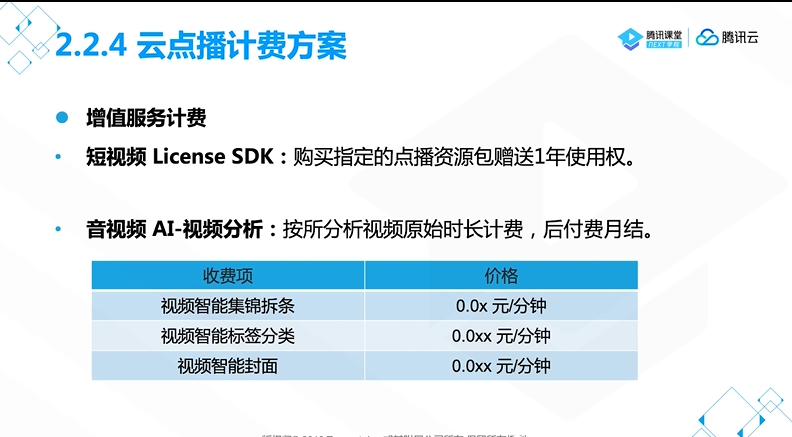 2.2.4 云点播计费方案
腾讯课堂
NEXT学院
腾讯云
增值服务计费
短视频 License SDK：购买指定的点播资源包赠送1年使用权。
音视频 AI-视频分析：按所分析视频原始时长计费，后付费月结。
收费项 价格
视频智能集锦拆条 0.0x 元/分钟
视频智能标签分类 0.0xx 元/分钟
视频智能封面 0.0xx 元/分钟